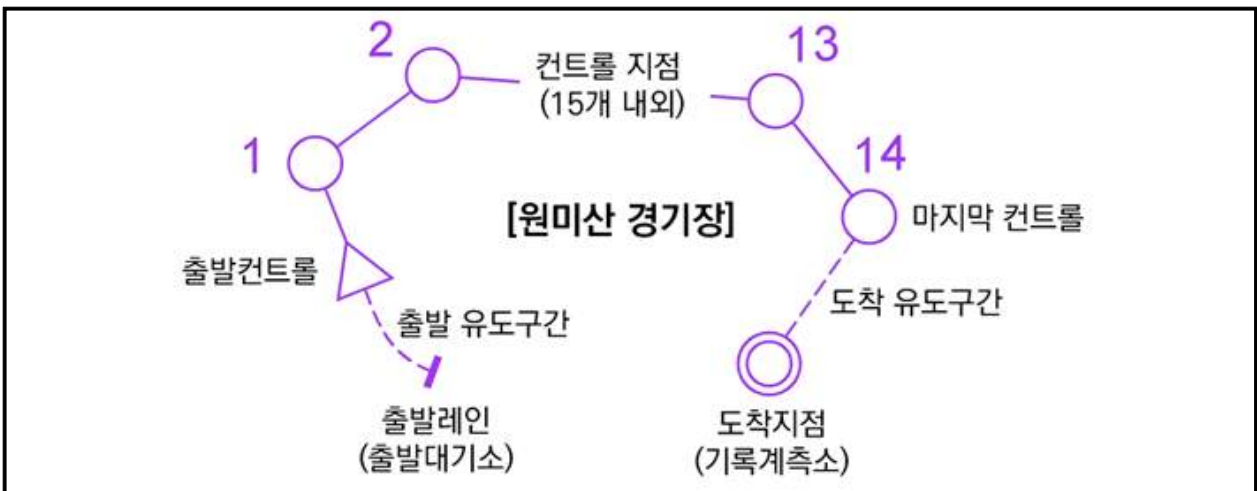 2
컨트롤 지점
(15개 내외)
13
1
14
[원미산 경기장]
마지막 컨트롤
출발컨트롤
출발 유도구간
도착 유도구간
출발레인
(출발대기소)
도착지점
(기록계측소)